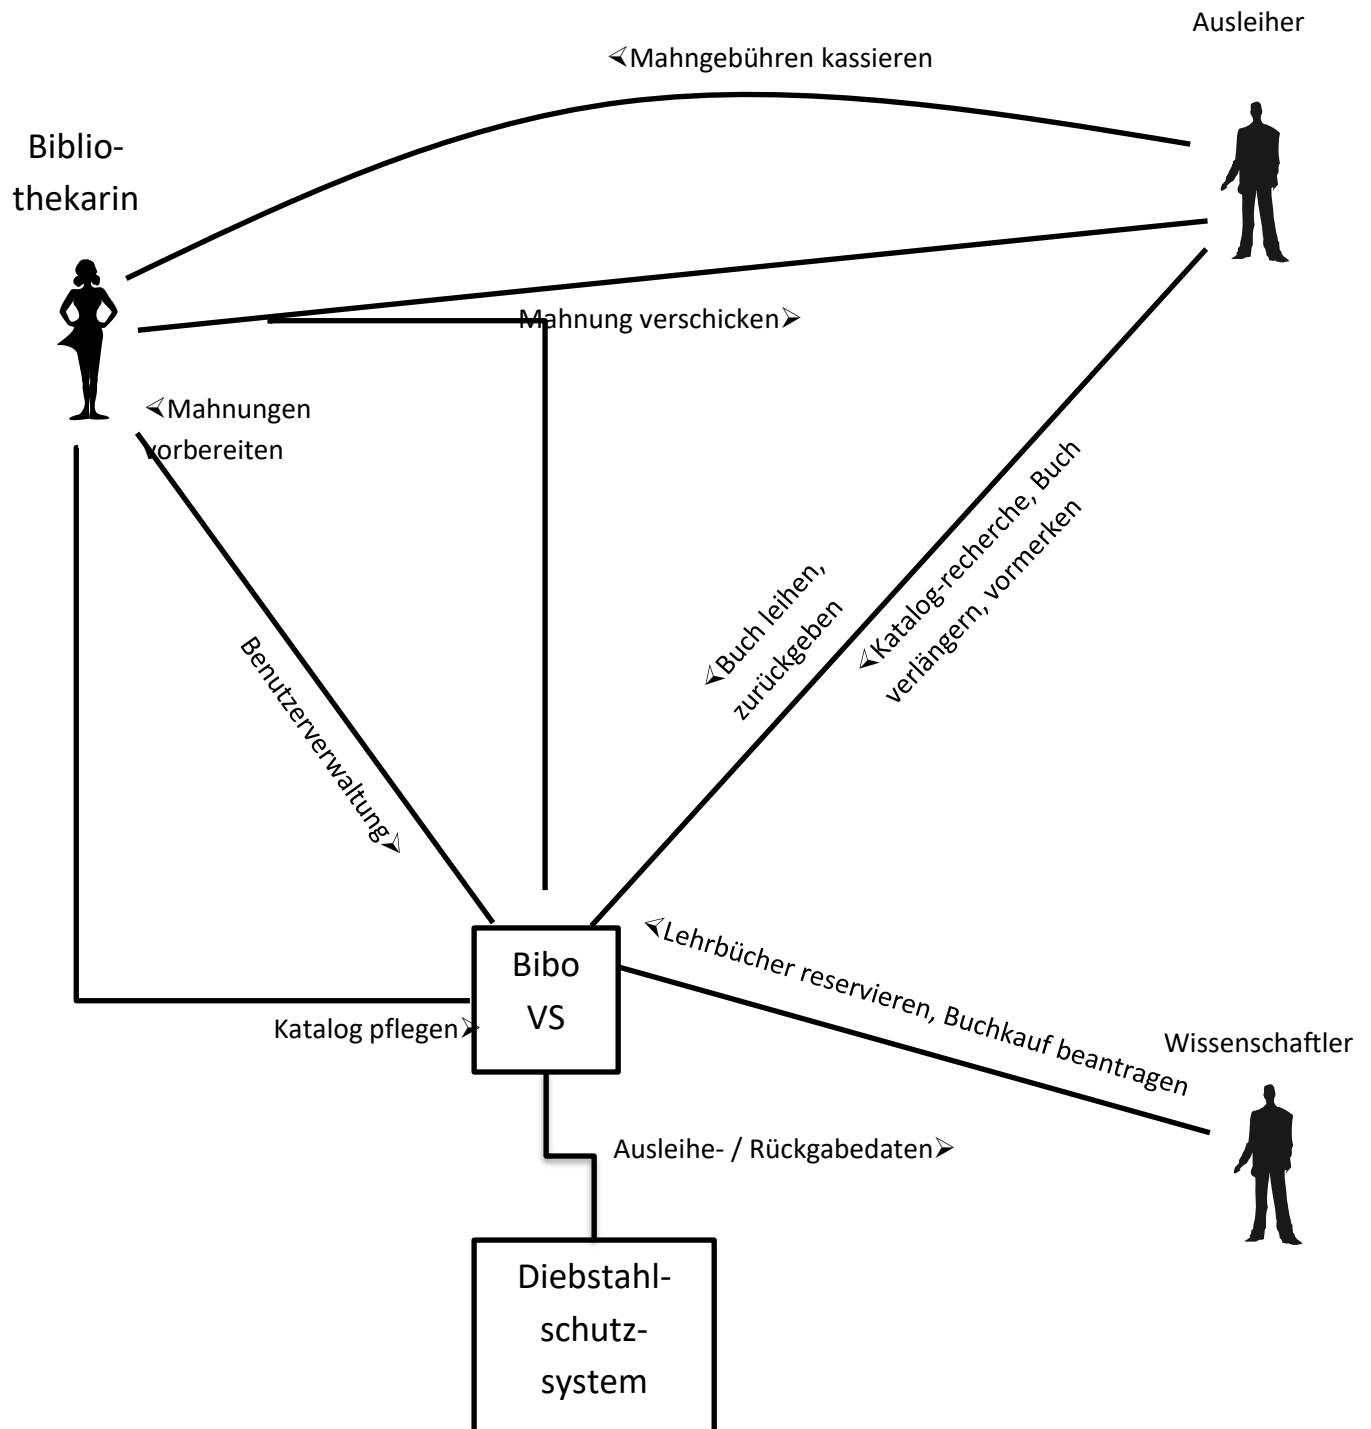 Ausleiher
⮘Mahngebühren kassieren
Biblio-
thekarin
Mahnung verschicken⮚
⮘Mahnungen
vorbereiten
⮘Katalog-recherche, Buch
verlängern, vormerken
⮘Buch leihen,
zurückgeben
Benutzerverwaltung⮚
⮘Lehrbücher reservieren, Buchkauf beantragen
Bibo
VS
Katalog pflegen⮚
Wissenschaftler
Ausleihe- / Rückgabedaten⮚
Diebstahl-
schutz-
system